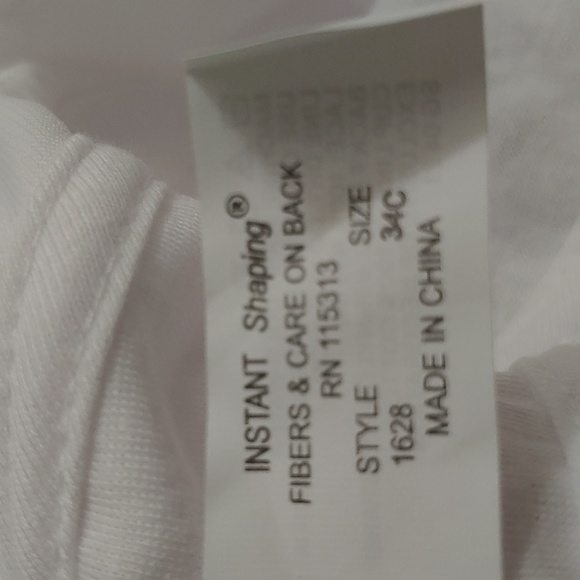 INSTANT Shaping®
FIBERS & CARE ON BACK
RN 115313
STYLE SIZE
1628 34C
MADE IN CHINA